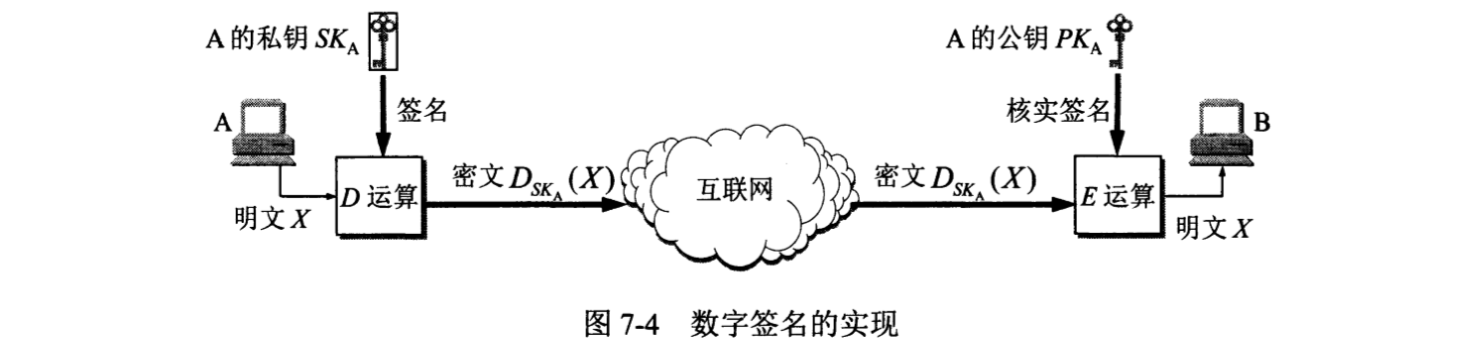 A 的私钥 SK_A
A 的公钥 PK_A
签名
核实签名
A
B
D 运算
密文 D_{SK_A}(X)
互联网
密文 D_{SK_A}(X)
E 运算
明文 X
明文 X
图 7-4 数字签名的实现